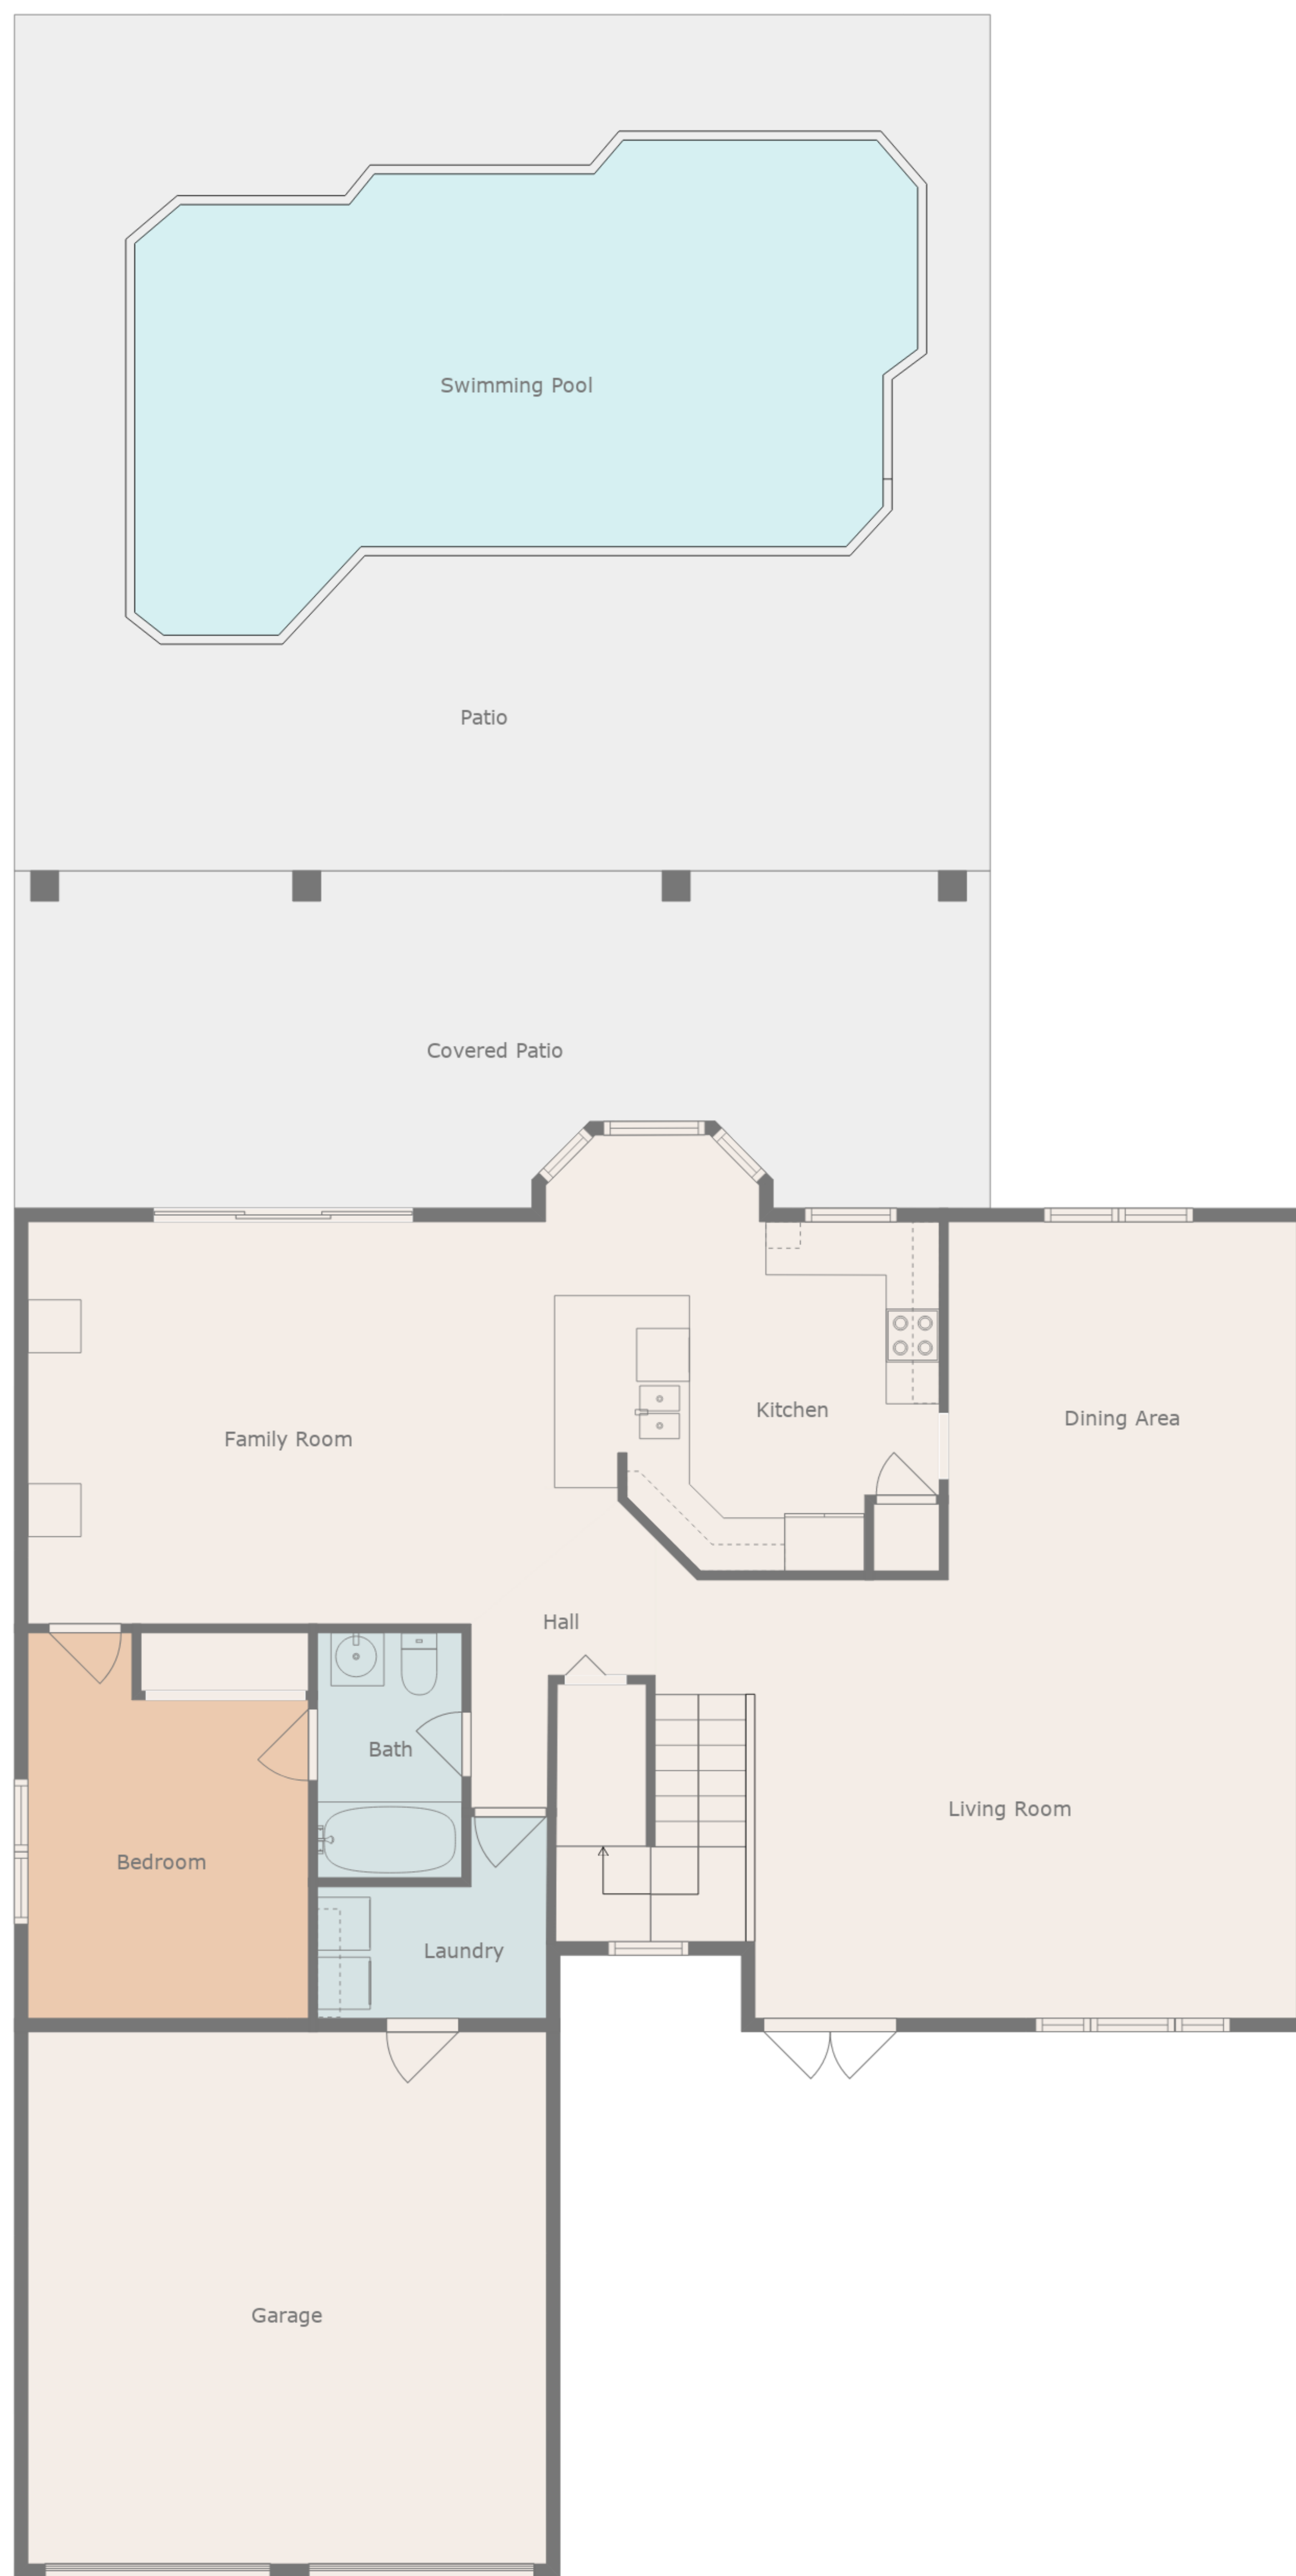 Swimming Pool
Patio
Covered Patio
Kitchen
Dining Area
Family Room
Hall
Bath
Living Room
Bedroom
Laundry
Garage